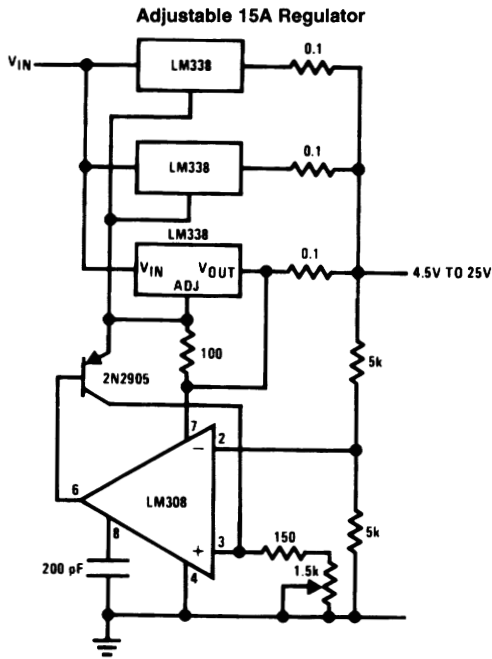 Adjustable 15A Regulator
VIN
LM338
0.1
LM338
0.1
LM338
VIN
VOUT
ADJ
0.1
4.5V TO 25V
100
5k
2N2905
7
2
6
LM308
8
3
4
150
5k
200 pF
1.5k